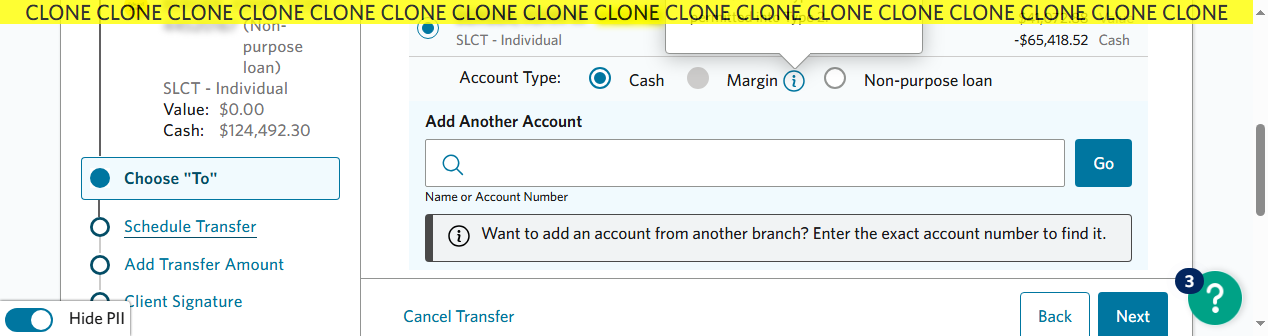 CLONE CLONE CLONE CLONE CLONE CLONE CLONE CLONE CLONE CLONE CLONE CLONE CLONE CLONE CLONE CLONE CLONE CLONE
(Non-
purpose
loan)
SLCT - Individual
Value: $0.00
Cash: $124,492.30
Choose "To"
Schedule Transfer
Add Transfer Amount
Client Signature
Hide PII
SLCT - Individual
-$65,418.52 Cash
Account Type: Cash Margin Non-purpose loan
Add Another Account
Go
Name or Account Number
Want to add an account from another branch? Enter the exact account number to find it.
Cancel Transfer
Back
Next
3
?